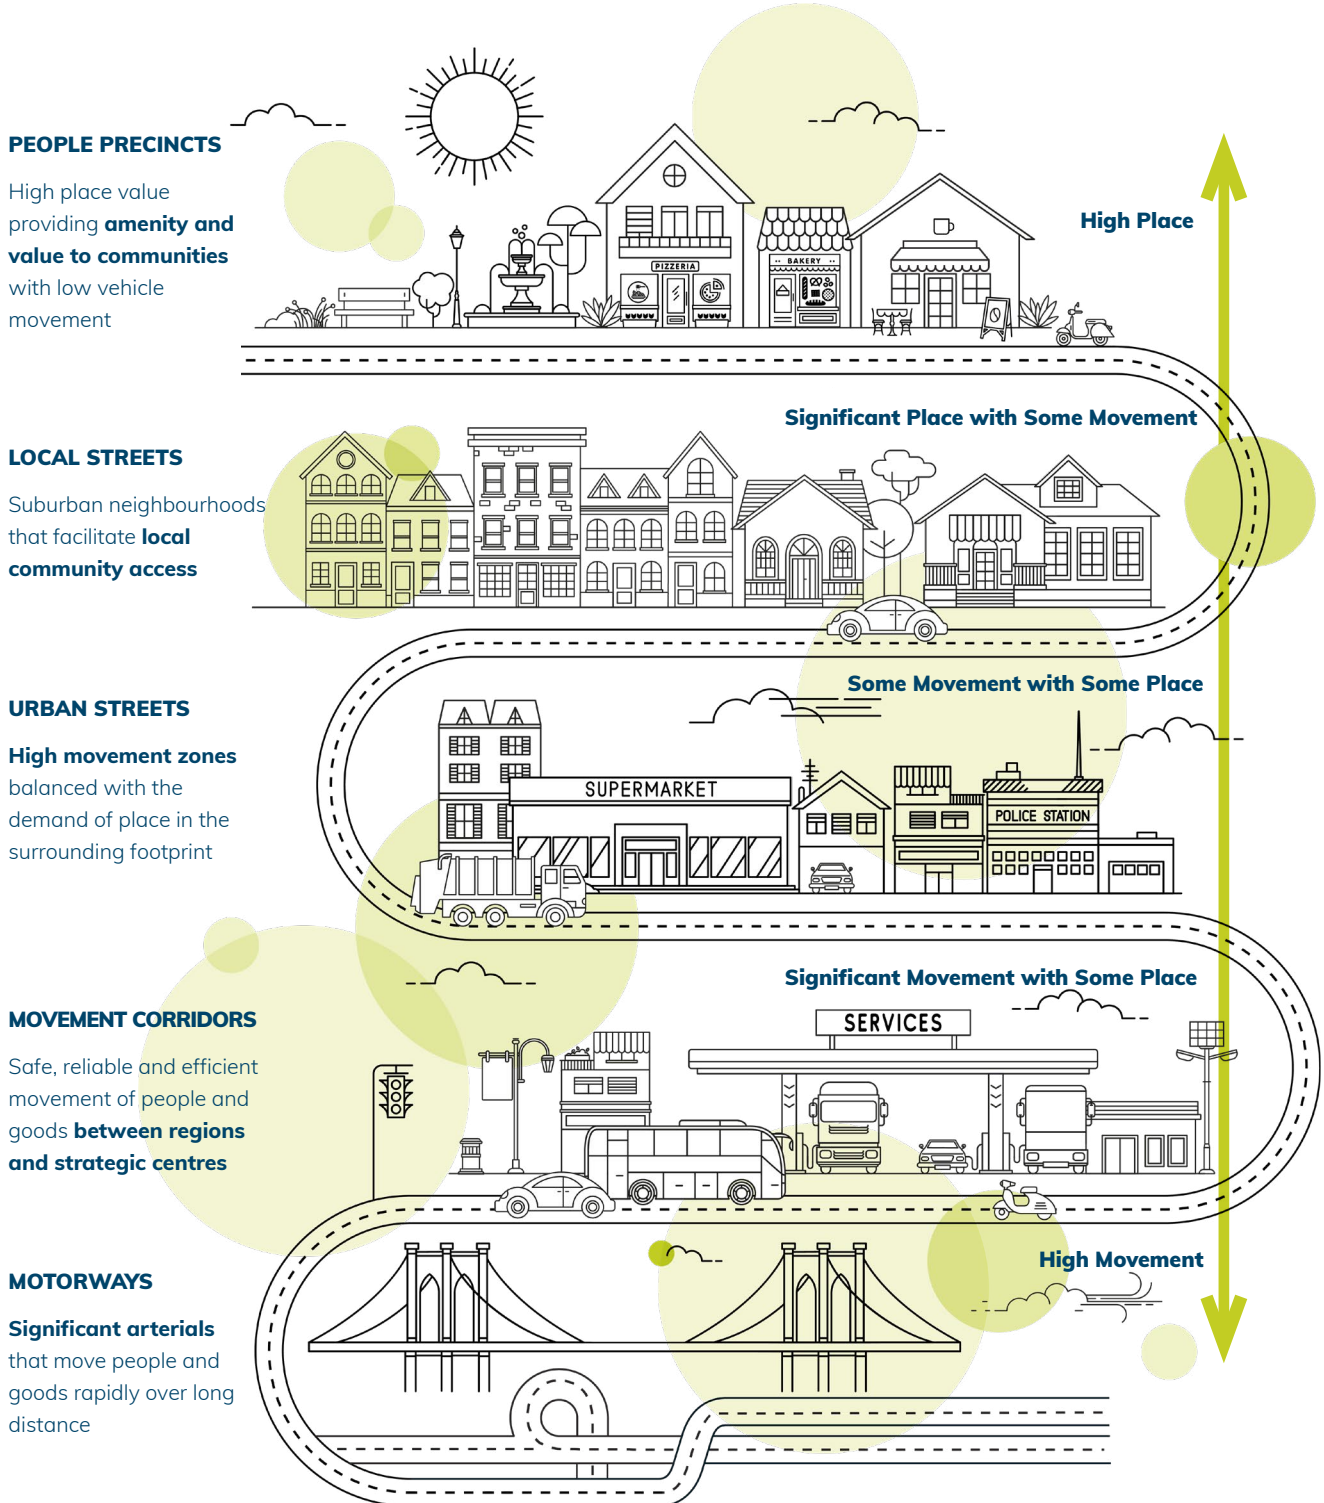 PEOPLE PRECINCTS
High place value
providing amenity and
value to communities
with low vehicle
movement
High Place
PIZZERIA
BAKERY
Significant Place with Some Movement
LOCAL STREETS
Suburban neighbourhoods
that facilitate local
community access
Some Movement with Some Place
URBAN STREETS
High movement zones
balanced with the
demand of place in the
surrounding footprint
SUPERMARKET
POLICE STATION
Significant Movement with Some Place
MOVEMENT CORRIDORS
Safe, reliable and efficient
movement of people and
goods between regions
and strategic centres
SERVICES
High Movement
MOTORWAYS
Significant arterials
that move people and
goods rapidly over long
distance